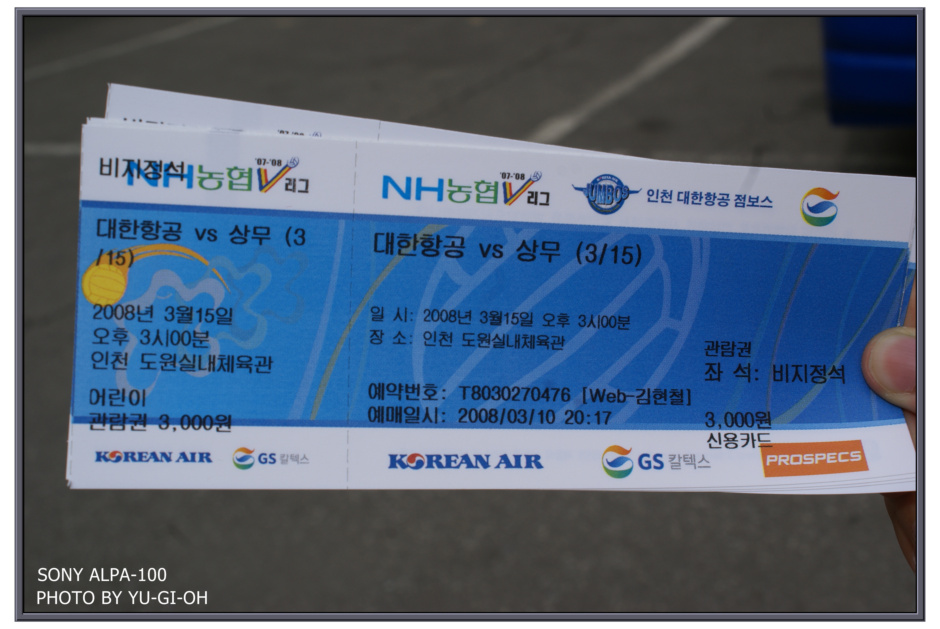 비지정석
NH농협 '07-'08 V 리그
대한항공 vs 상무 (3
/15)
2008년 3월15일
오후 3시00분
인천 도원실내체육관
어린이
관람권 3,000원
KOREAN AIR
GS 칼텍스
NH농협 '07-'08 V 리그
JUMBOS
인천 대한항공 점보스
대한항공 vs 상무 (3/15)
일 시: 2008년 3월15일 오후 3시00분
장 소: 인천 도원실내체육관
관람권
좌 석: 비지정석
예약번호: T8030270476 [Web-김현철]
예매일시: 2008/03/10 20:17
3,000원
신용카드
KOREAN AIR
GS 칼텍스
PROSPECS
SONY ALPA-100
PHOTO BY YU-GI-OH